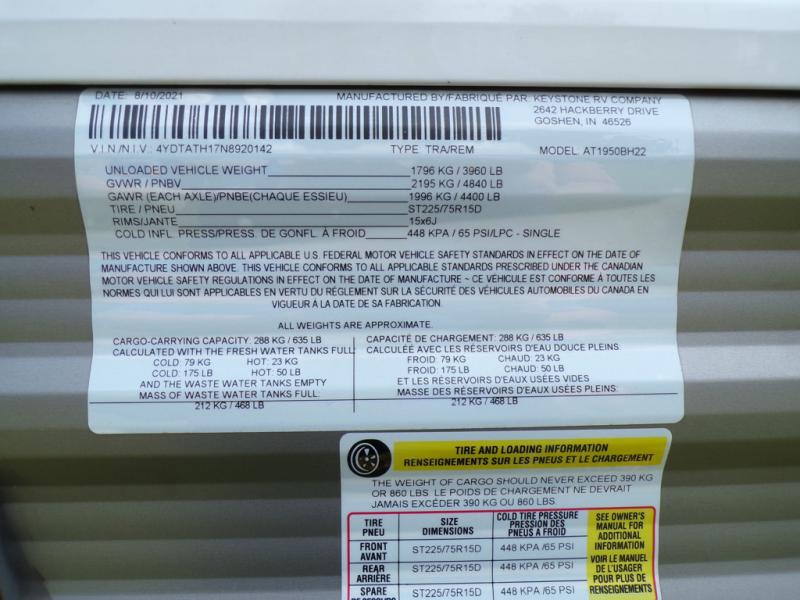 DATE: 8/10/2021 MANUFACTURED BY/FABRIQUÉ PAR: KEYSTONE RV COMPANY
2642 HACKBERRY DRIVE
GOSHEN, IN 46526
V.I.N./N.I.V.: 4YDTATH17N8920142 TYPE: TRA/REM MODEL: AT1950BH22
UNLOADED VEHICLE WEIGHT 1796 KG / 3960 LB
GVWR / PNBV 2195 KG / 4840 LB
GAWR (EACH AXLE)/PNBE(CHAQUE ESSIEU) 1996 KG / 4400 LB
TIRE / PNEU ST225/75R15D
RIMS/JANTE 15x6J
COLD INFL. PRESS/PRESS. DE GONFL. À FROID 448 KPA / 65 PSI/LPC - SINGLE
THIS VEHICLE CONFORMS TO ALL APPLICABLE U.S. FEDERAL MOTOR VEHICLE SAFETY STANDARDS IN EFFECT ON THE DATE OF
MANUFACTURE SHOWN ABOVE. THIS VEHICLE CONFORMS TO ALL APPLICABLE STANDARDS PRESCRIBED UNDER THE CANADIAN
MOTOR VEHICLE SAFETY REGULATIONS IN EFFECT ON THE DATE OF MANUFACTURE ~ CE VÉHICULE EST CONFORME À TOUTES LES
NORMES QUI LUI SONT APPLICABLES EN VERTU DU RÈGLEMENT SUR LA SÉCURITÉ DES VÉHICULES AUTOMOBILES DU CANADA EN
VIGUEUR À LA DATE DE SA FABRICATION.
ALL WEIGHTS ARE APPROXIMATE.
CARGO-CARRYING CAPACITY: 288 KG / 635 LB
CALCULATED WITH THE FRESH WATER TANKS FULL
COLD: 79 KG HOT: 23 KG
COLD: 175 LB HOT: 50 LB
AND THE WASTE WATER TANKS EMPTY
MASS OF WASTE WATER TANKS FULL:
212 KG / 468 LB
CAPACITÉ DE CHARGEMENT: 288 KG / 635 LB
CALCULÉE AVEC LES RÉSERVOIRS D'EAU DOUCE PLEINS:
FROID: 79 KG CHAUD: 23 KG
FROID: 175 LB CHAUD: 50 LB
ET LES RÉSERVOIRS D'EAUX USÉES VIDES
MASSE DES RÉSERVOIRS D'EAUX USÉES PLEINS:
212 KG / 468 LB
TIRE AND LOADING INFORMATION
RENSEIGNEMENTS SUR LES PNEUS ET LE CHARGEMENT
THE WEIGHT OF CARGO SHOULD NEVER EXCEED 390 KG
OR 860 LBS. LE POIDS DE CHARGEMENT NE DEVRAIT
JAMAIS EXCÉDER 390 KG OU 860 LBS.
TIRE
PNEU
SIZE
DIMENSIONS
COLD TIRE PRESSURE
PRESSION DES
PNEUS A FROID
FRONT
AVANT
ST225/75R15D
448 KPA /65 PSI
REAR
ARRIÈRE
ST225/75R15D
448 KPA /65 PSI
SPARE
ST225/75R15D
448 KPA /65 PSI
SEE OWNER'S
MANUAL FOR
ADDITIONAL
INFORMATION
VOIR LE MANUEL
DE L'USAGER
POUR PLUS DE
RENSEIGNEMENTS